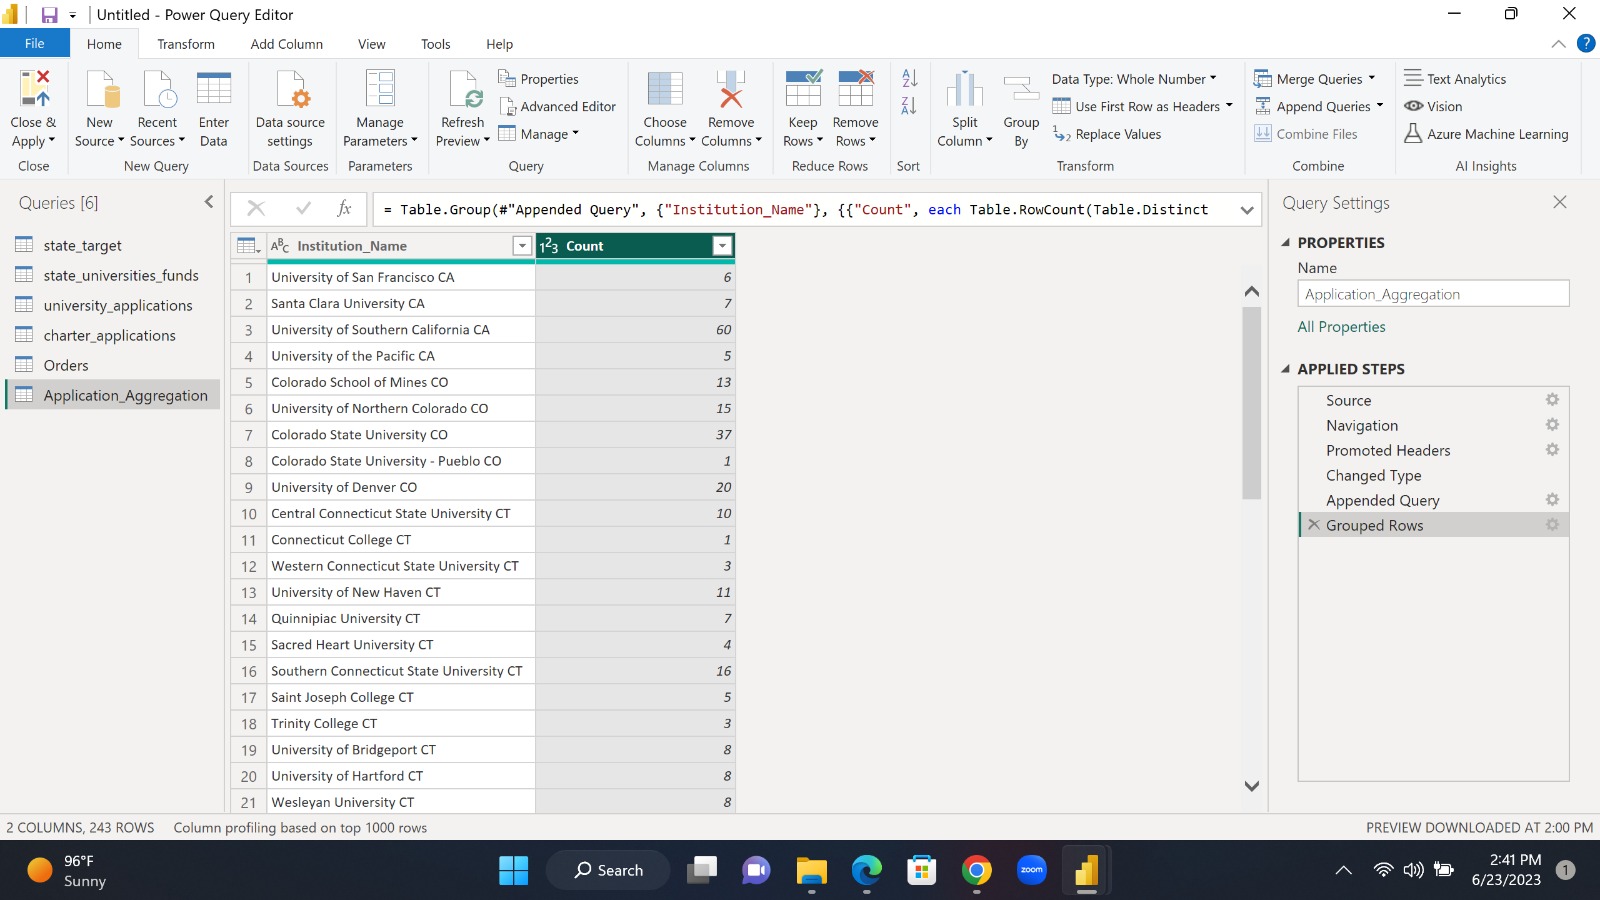 Untitled - Power Query Editor
File Home Transform Add Column View Tools Help
Close & Apply
New Source
Recent Sources
Enter Data
Data source settings
Manage Parameters
Refresh Preview
Properties
Advanced Editor
Manage
Choose Columns
Remove Columns
Keep Rows
Remove Rows
Split Column
Group By
Data Type: Whole Number
Use First Row as Headers
Replace Values
Merge Queries
Append Queries
Combine Files
Text Analytics
Vision
Azure Machine Learning
Close New Query Data Sources Parameters Query Manage Columns Reduce Rows Sort Transform Combine AI Insights
Queries [6]
state_target
state_universities_funds
university_applications
charter_applications
Orders
Application_Aggregation
fx = Table.Group(#"Appended Query", {"Institution_Name"}, {{"Count", each Table.RowCount(Table.Distinct
ABC Institution_Name 123 Count
1 University of San Francisco CA 6
2 Santa Clara University CA 7
3 University of Southern California CA 60
4 University of the Pacific CA 5
5 Colorado School of Mines CO 13
6 University of Northern Colorado CO 15
7 Colorado State University CO 37
8 Colorado State University - Pueblo CO 1
9 University of Denver CO 20
10 Central Connecticut State University CT 10
11 Connecticut College CT 1
12 Western Connecticut State University CT 3
13 University of New Haven CT 11
14 Quinnipiac University CT 7
15 Sacred Heart University CT 4
16 Southern Connecticut State University CT 16
17 Saint Joseph College CT 5
18 Trinity College CT 3
19 University of Bridgeport CT 8
20 University of Hartford CT 8
21 Wesleyan University CT 8
Query Settings
PROPERTIES
Name
Application_Aggregation
All Properties
APPLIED STEPS
Source
Navigation
Promoted Headers
Changed Type
Appended Query
Grouped Rows
2 COLUMNS, 243 ROWS Column profiling based on top 1000 rows PREVIEW DOWNLOADED AT 2:00 PM
96°F
Sunny
Search
zoom
2:41 PM
6/23/2023
1